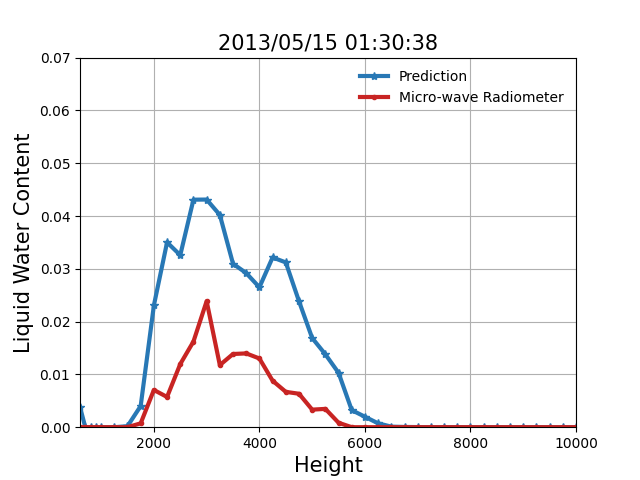 2013/05/15 01:30:38
Prediction
Micro-wave Radiometer
Liquid Water Content
0.07
0.06
0.05
0.04
0.03
0.02
0.01
0.00
2000 4000 6000 8000 10000
Height